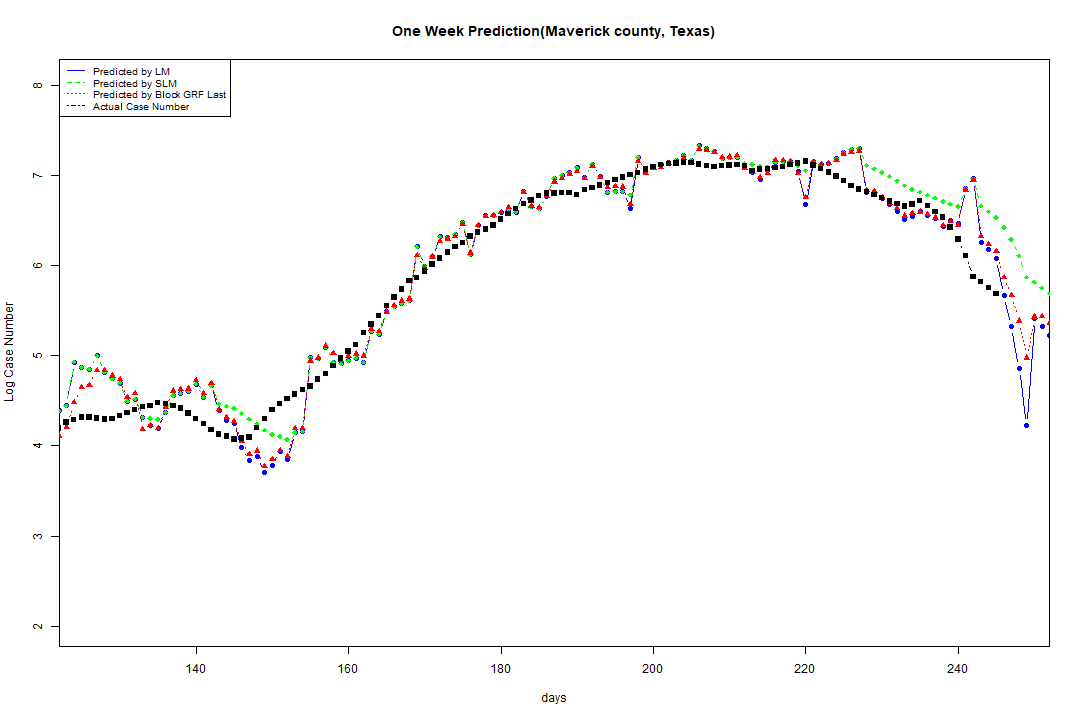 One Week Prediction(Maverick county, Texas)
Predicted by LM
Predicted by SLM
Predicted by Block GRF Last
Actual Case Number
Log Case Number
8
7
6
5
4
3
2
140 160 180 200 220 240
days